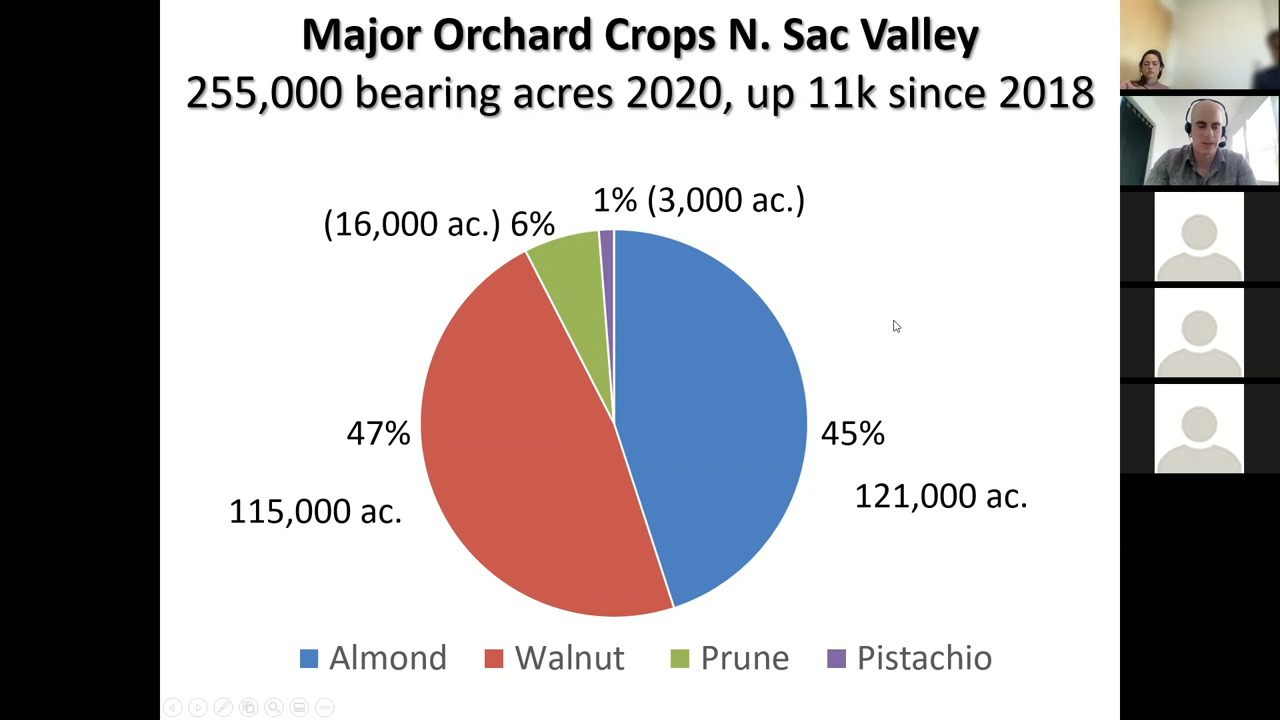 Major Orchard Crops N. Sac Valley
255,000 bearing acres 2020, up 11k since 2018
1% (3,000 ac.)
(16,000 ac.) 6%
47%
45%
121,000 ac.
115,000 ac.
Almond Walnut Prune Pistachio